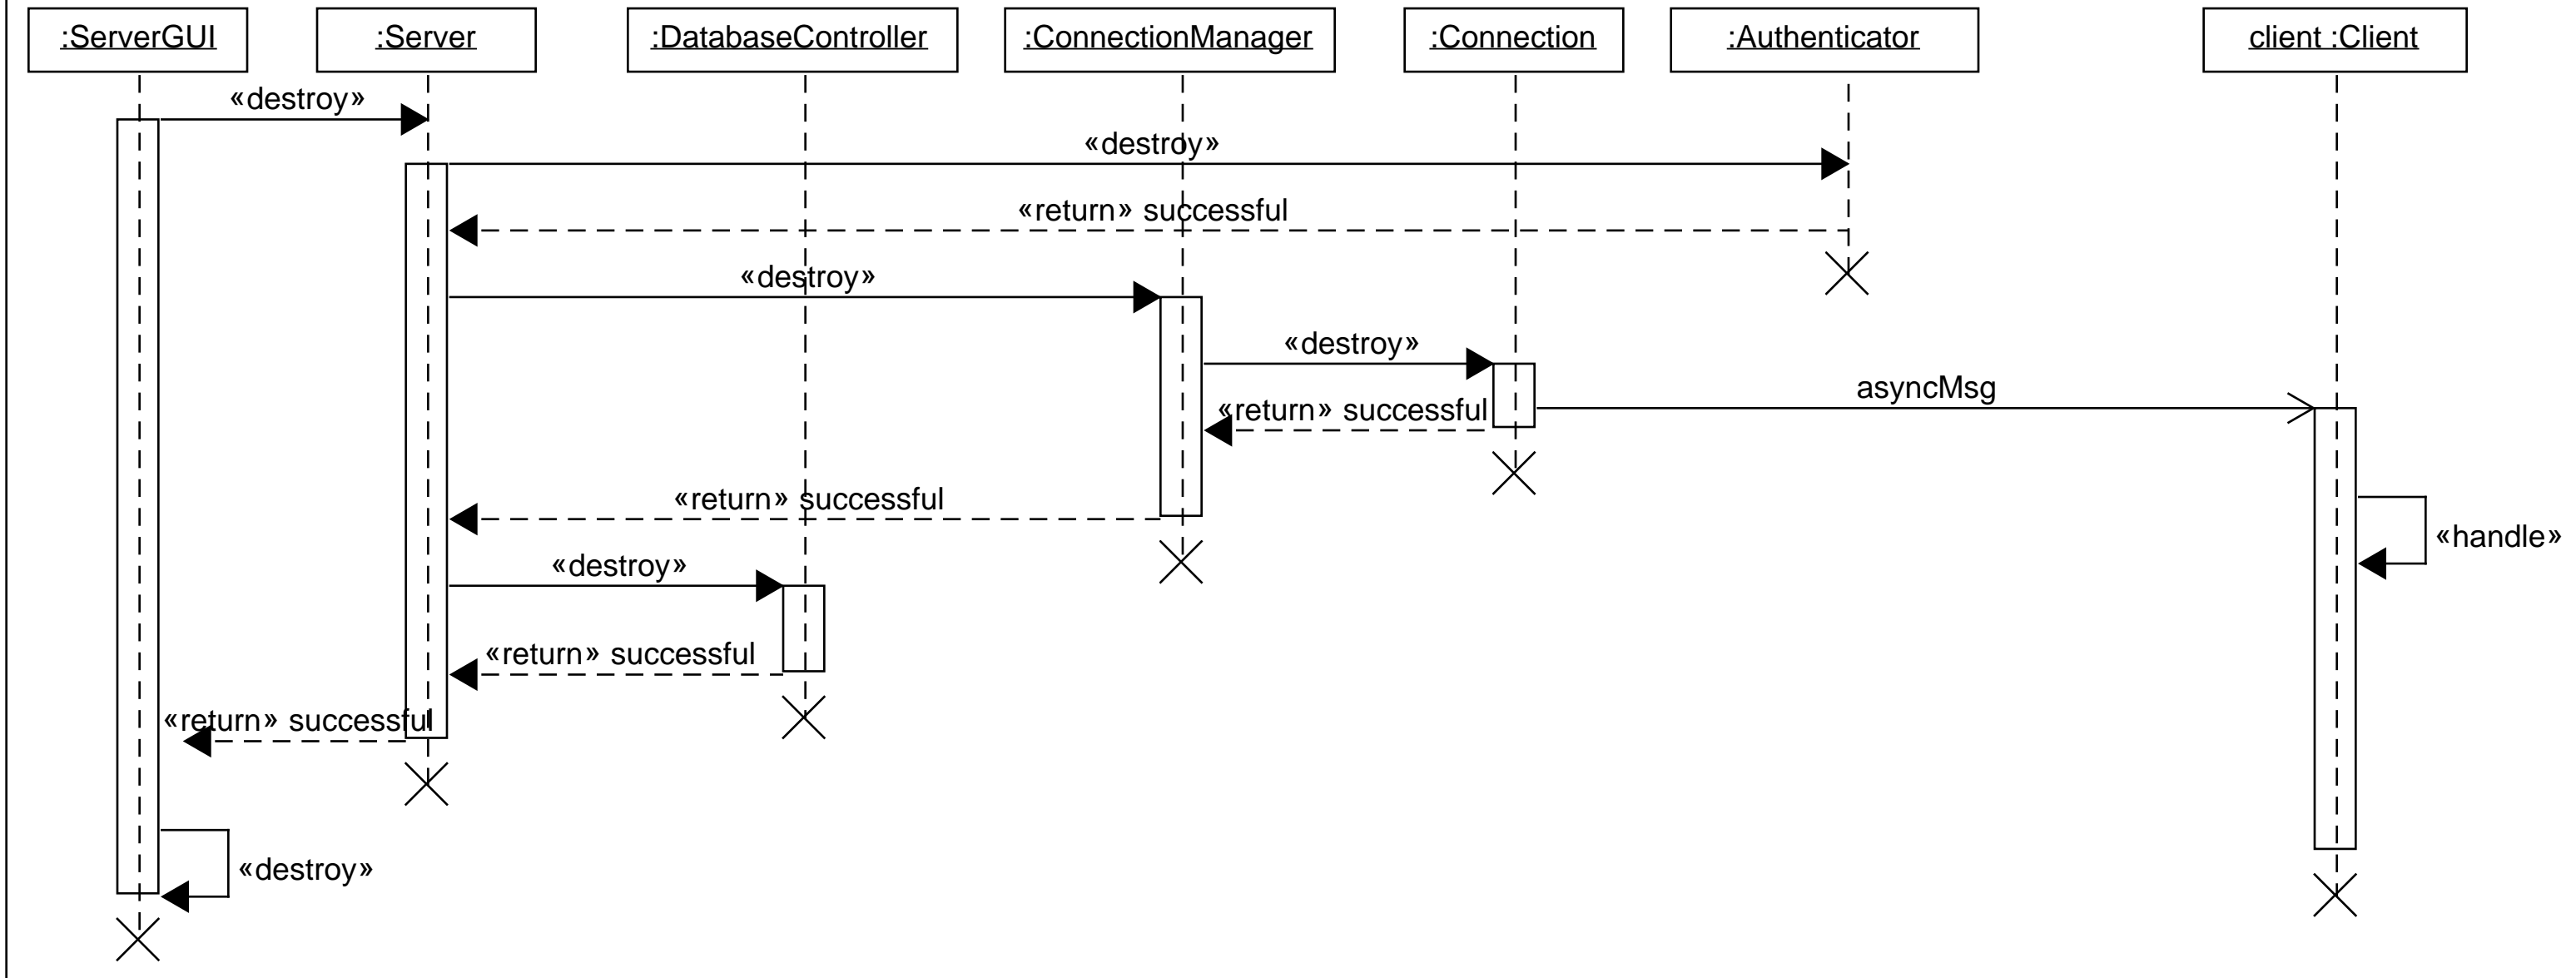 :ServerGUI
:Server
:DatabaseController
:ConnectionManager
:Connection
:Authenticator
client :Client
«destroy»
«destroy»
«return» successful
«destroy»
«destroy»
asyncMsg
«return» successful
«return» successful
«handle»
«destroy»
«return» successful
«return» successful
«destroy»